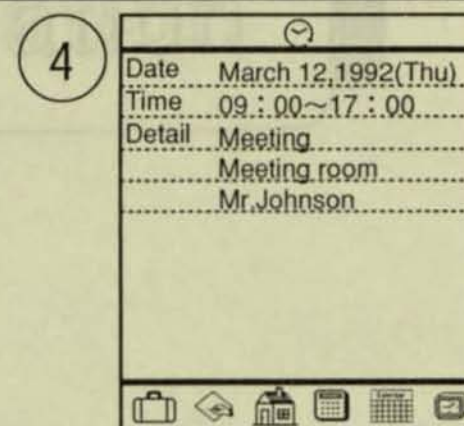 4
Date March 12,1992(Thu)
Time 09:00~17:00
Detail Meeting
Meeting room
Mr.Johnson